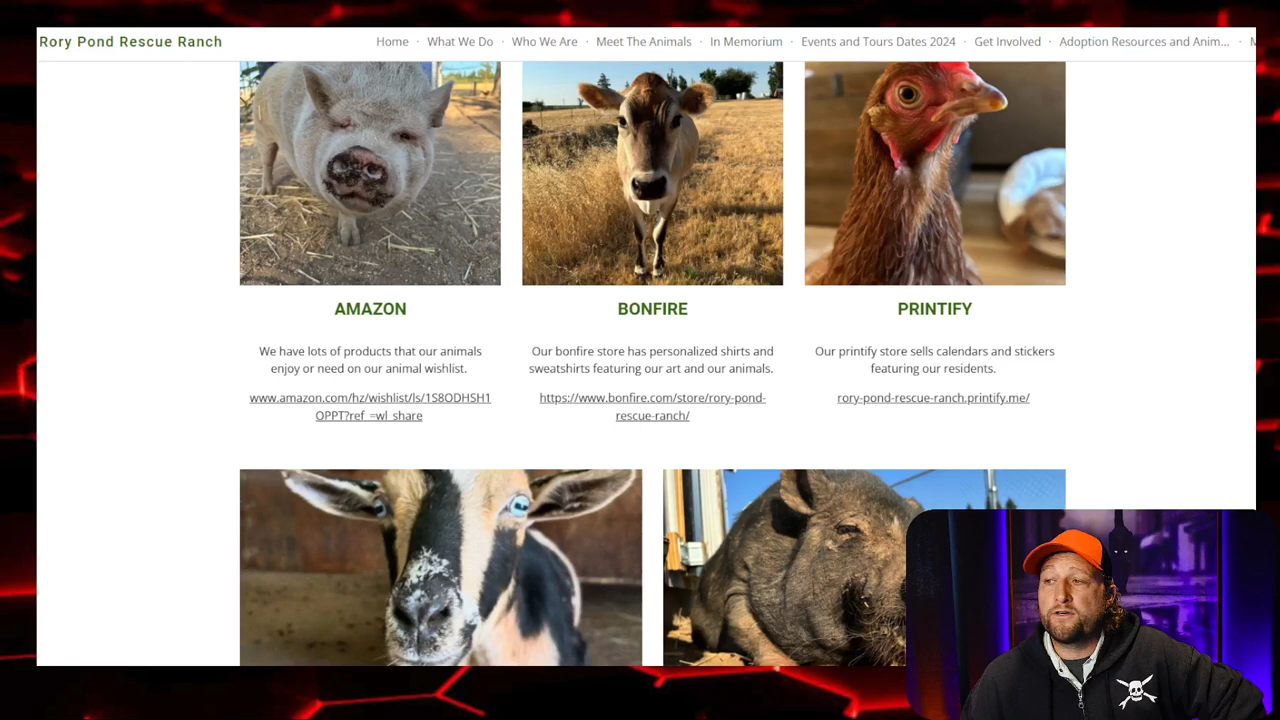 Rory Pond Rescue Ranch
Home · What We Do · Who We Are · Meet The Animals · In Memorium · Events and Tours Dates 2024 · Get Involved · Adoption Resources and Anim... ·
AMAZON
We have lots of products that our animals
enjoy or need on our animal wishlist.
www.amazon.com/hz/wishlist/ls/1S8ODHSH1
OPPT?ref_=wl_share
BONFIRE
Our bonfire store has personalized shirts and
sweatshirts featuring our art and our animals.
https://www.bonfire.com/store/rory-pond-
rescue-ranch/
PRINTIFY
Our printify store sells calendars and stickers
featuring our residents.
rory-pond-rescue-ranch.printify.me/